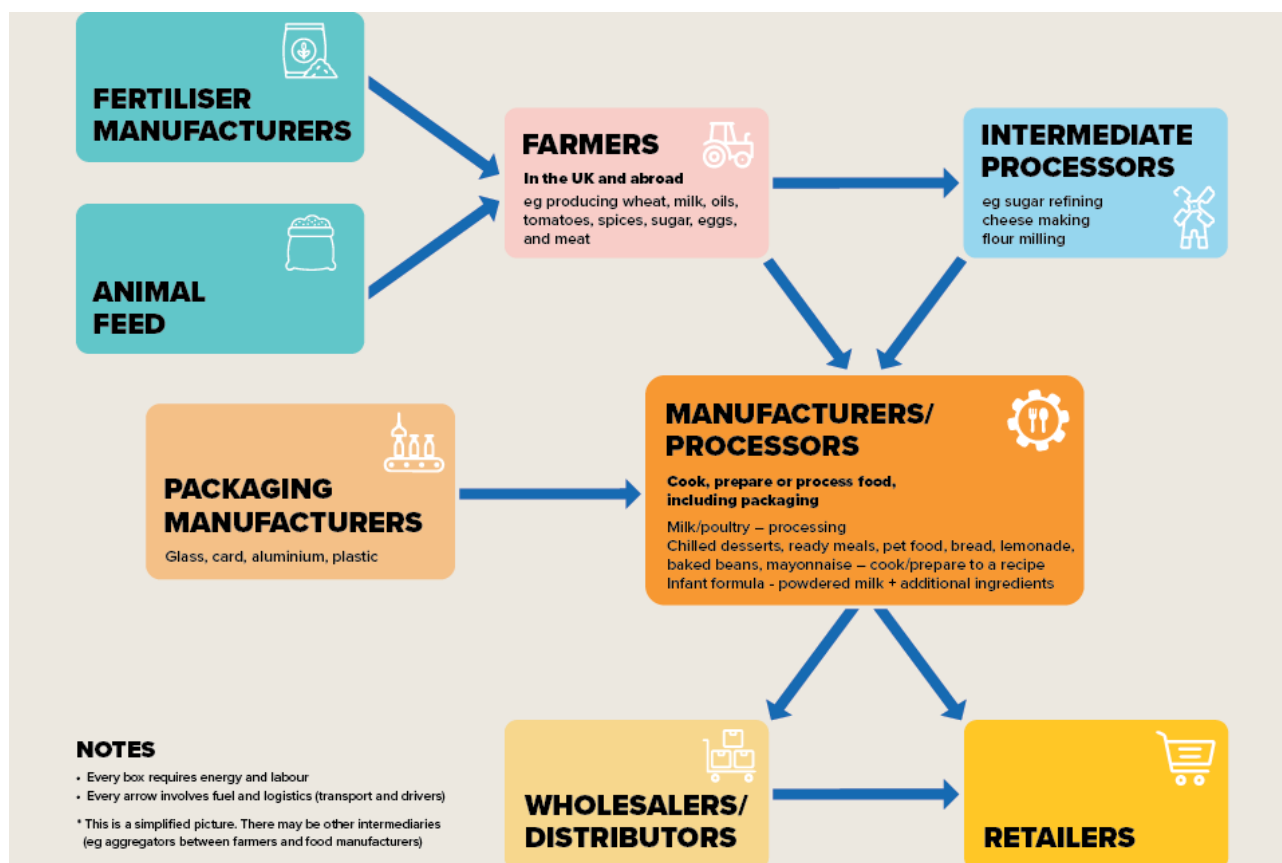 FERTILISER
MANUFACTURERS
ANIMAL
FEED
FARMERS
In the UK and abroad
eg producing wheat, milk, oils,
tomatoes, spices, sugar, eggs,
and meat
INTERMEDIATE
PROCESSORS
eg sugar refining
cheese making
flour milling
PACKAGING
MANUFACTURERS
Glass, card, aluminium, plastic
MANUFACTURERS/
PROCESSORS
Cook, prepare or process food,
including packaging
Milk/poultry – processing
Chilled desserts, ready meals, pet food, bread, lemonade,
baked beans, mayonnaise – cook/prepare to a recipe
Infant formula - powdered milk + additional ingredients
NOTES
• Every box requires energy and labour
• Every arrow involves fuel and logistics (transport and drivers)
* This is a simplified picture. There may be other intermediaries
(eg aggregators between farmers and food manufacturers)
WHOLESALERS/
DISTRIBUTORS
RETAILERS